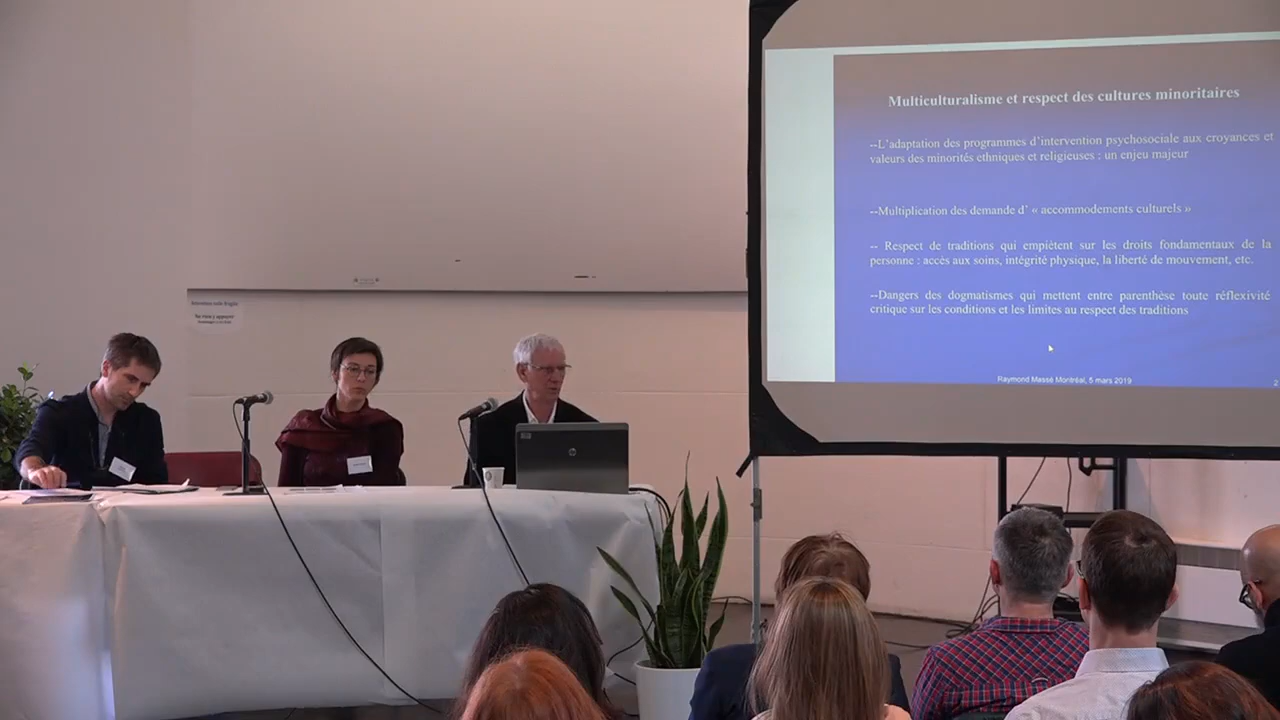 Multiculturalisme et respect des cultures minoritaires
--L'adaptation des programmes d'intervention psychosociale aux croyances et
valeurs des minorités ethniques et religieuses : un enjeu majeur
--Multiplication des demande d' « accommodements culturels »
-- Respect de traditions qui empiètent sur les droits fondamentaux de la
personne : accès aux soins, intégrité physique, la liberté de mouvement, etc.
--Dangers des dogmatismes qui mettent entre parenthèse toute réflexivité
critique sur les conditions et les limites au respect des traditions
Raymond Massé Montréal, 5 mars 2019
2
hp